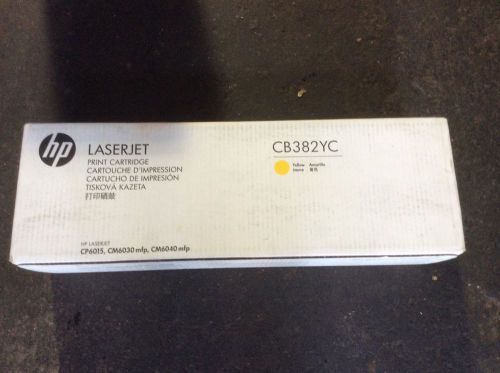 hp
LASERJET
PRINT CARTRIDGE
CARTOUCHE D'IMPRESSION
CARTUCHO DE IMPRESIÓN
TISKOVÁ KAZETA
打印硒鼓
CB382YC
Yellow Amarillo
Jaune 黄色
HP LASERJET
CP6015, CM6030 mfp, CM6040 mfp